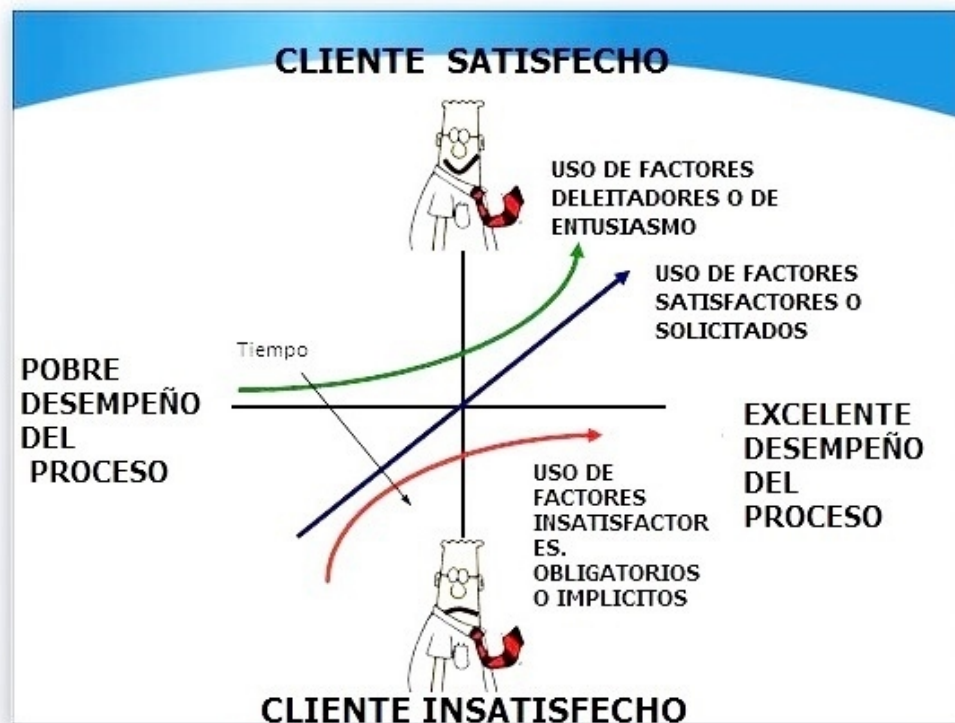 CLIENTE SATISFECHO
USO DE FACTORES
DELEITADORES O DE
ENTUSIASMO
USO DE FACTORES
SATISFACTORES O
SOLICITADOS
Tiempo
POBRE
DESEMPEÑO
DEL
PROCESO
EXCELENTE
DESEMPEÑO
DEL
PROCESO
USO DE
FACTORES
INSATISFACTOR
ES.
OBLIGATORIOS
O IMPLICITOS
CLIENTE INSATISFECHO